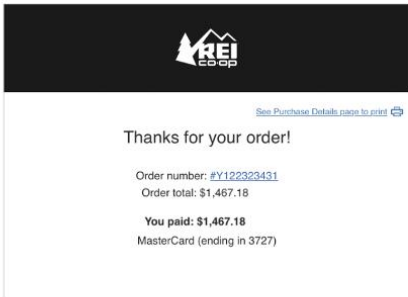 REI
CO·OP
See Purchase Details page to print
Thanks for your order!
Order number: #Y122323431
Order total: $1,467.18
You paid: $1,467.18
MasterCard (ending in 3727)